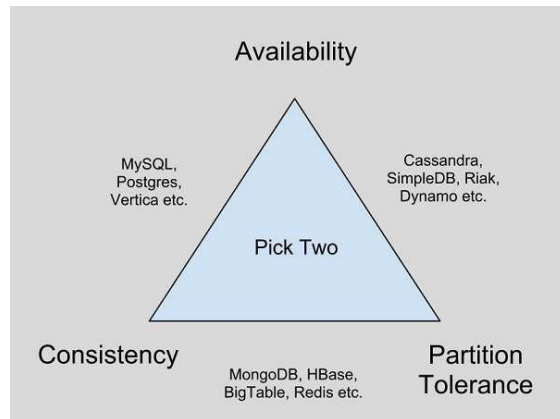 Availability
MySQL,
Postgres,
Vertica etc.
Cassandra,
SimpleDB, Riak,
Dynamo etc.
Pick Two
Consistency
MongoDB, HBase,
BigTable, Redis etc.
Partition
Tolerance